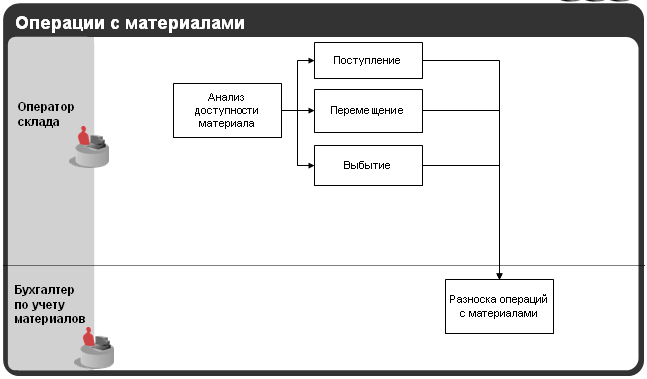 Операции с материалами
Оператор
склада
Анализ
доступности
материала
Поступление
Перемещение
Выбытие
Бухгалтер
по учету
материалов
Разноска операций
с материалами